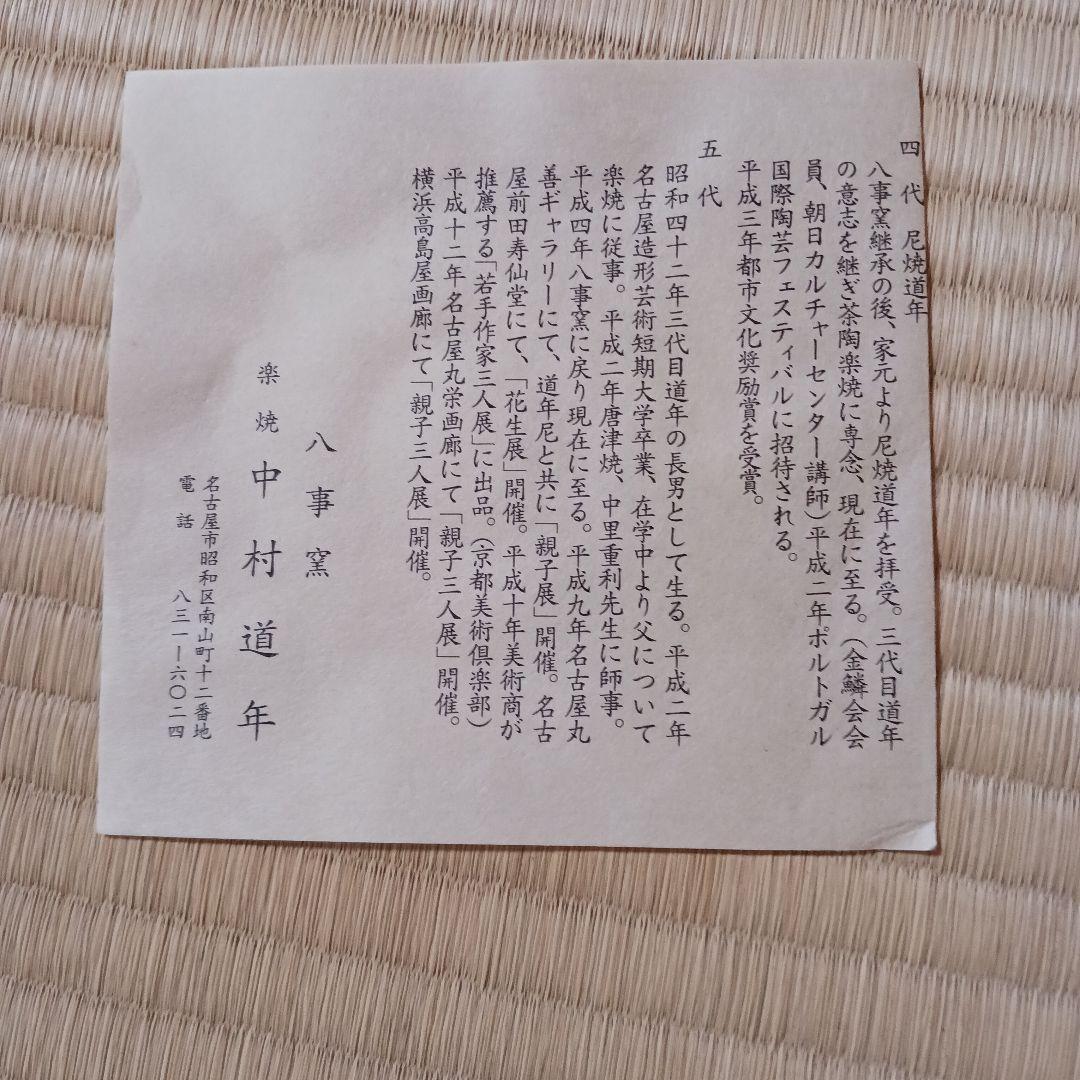 四代 尼焼道年
八事窯継承の後、家元より尼焼道年を拝受。三代目道年
の意志を継ぎ茶陶楽焼に専念、現在に至る。(金鱗会会
員、朝日カルチャーセンター講師)平成二年ポルトガル
国際陶芸フェスティバルに招待される。
平成三年都市文化奨励賞を受賞。
五代
昭和四十二年三代目道年の長男として生る。平成二年
名古屋造形芸術短期大学卒業、在学中より父について
楽焼に従事。平成二年唐津焼、中里重利先生に師事。
平成四年八事窯に戻り現在に至る。平成九年名古屋丸
善ギャラリーにて、道年尼と共に「親子展」開催。名古
屋前田寿仙堂にて、「花生展」開催。平成十年美術商が
推薦する「若手作家三人展」に出品。(京都美術倶楽部)
平成十二年名古屋丸栄画廊にて「親子三人展」開催。
横浜高島屋画廊にて「親子三人展」開催。
八事窯
楽焼 中村道年
名古屋市昭和区南山町十二番地
電話 八三一ー六〇二四